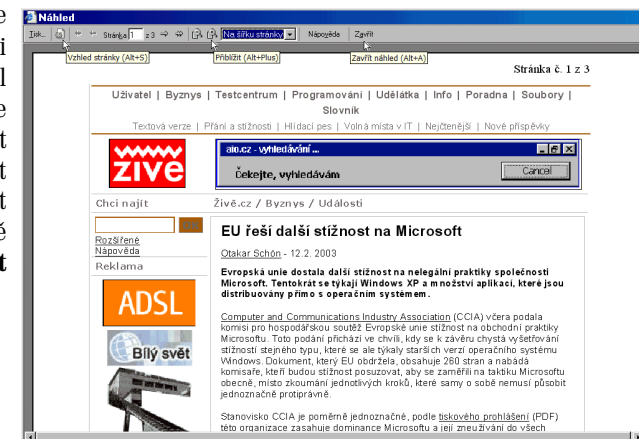 e
i
l
e
t
t
t
ě
t
Náhled
Tisk... Stránka 1 z 3 Na šířku stránky Nápověda Zavřít
Vzhled stránky (Alt+S) Přiblížit (Alt+Plus) Zavřít náhled (Alt+A)
Stránka č. 1 z 3
Uživatel | Byznys | Testcentrum | Programování | Udělátka | Info | Poradna | Soubory |
Slovník
Textová verze | Přání a stížnosti | Hlídací pes | Volná místa v IT | Nejčtenější | Nové příspěvky
živě
aio.cz - vyhledávání ...
Čekejte, vyhledávám Cancel
Chci najít
Živě.cz / Byznys / Události
Rozšířené
Nápověda
Reklama
ADSL
Bílý svět
EU řeší další stížnost na Microsoft
Otakar Schön - 12.2. 2003
Evropská unie dostala další stížnost na nelegální praktiky společnosti
Microsoft. Tentokrát se týkají Windows XP a množství aplikací, které jsou
distribuovány přímo s operačním systémem.
Computer and Communications Industry Association (CCIA) včera podala
komisi pro hospodářskou soutěž Evropské unie stížnost na obchodní praktiky
Microsoftu. Toto podání přichází ve chvíli, kdy se k závěru chystá vyšetřování
stížností stejného typu, které se ale týkaly starších verzí operačního systému
Windows. Dokument, který EU obdržela, obsahuje 260 stran a nabádá
komisaře, kteří budou stížnost posuzovat, aby se zaměřili na taktiku Microsoftu
obecně, místo zkoumání jednotlivých kroků, které samy o sobě nemusí působit
jednoznačně protiprávně.
Stanovisko CCIA je poměrně jednoznačné, podle tiskového prohlášení (PDF)
této organizace zasahuje dominance Microsoftu a její zneužívání do všech